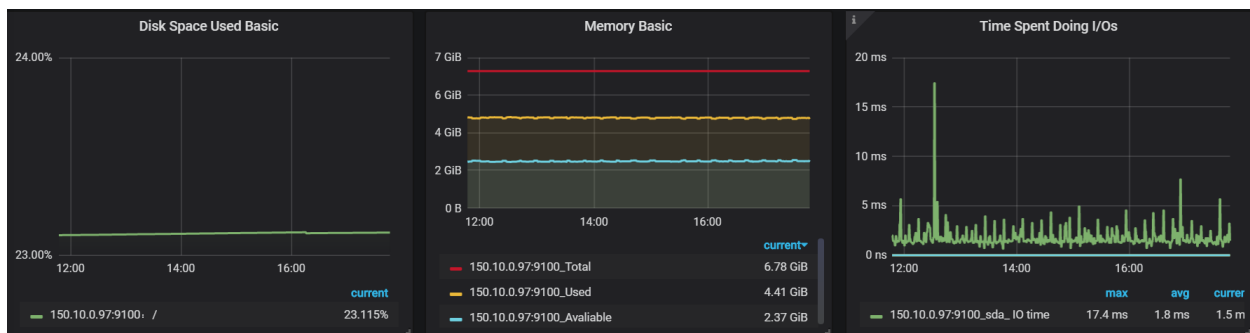 Disk Space Used Basic
24.00%
23.00%
12:00 14:00 16:00
current
150.10.0.97:9100：/ 23.115%
Memory Basic
7 GiB
6 GiB
4 GiB
2 GiB
0 B
12:00 14:00 16:00
current
150.10.0.97:9100_Total 6.78 GiB
150.10.0.97:9100_Used 4.41 GiB
150.10.0.97:9100_Avaliable 2.37 GiB
i
Time Spent Doing I/Os
20 ms
15 ms
10 ms
5 ms
0 ns
12:00 14:00 16:00
max avg currer
150.10.0.97:9100_sda_ IO time 17.4 ms 1.8 ms 1.5 m